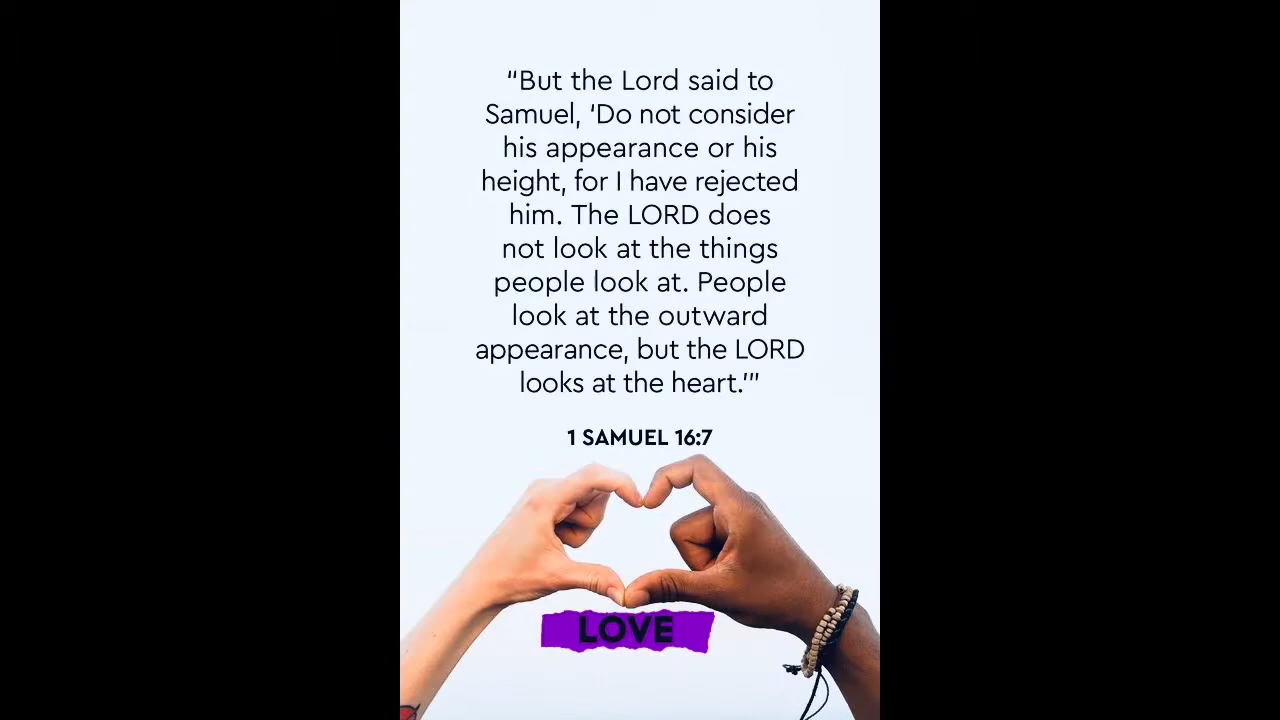 “But the Lord said to
Samuel, ‘Do not consider
his appearance or his
height, for I have rejected
him. The LORD does
not look at the things
people look at. People
look at the outward
appearance, but the LORD
looks at the heart.’”
1 SAMUEL 16:7
LOVE